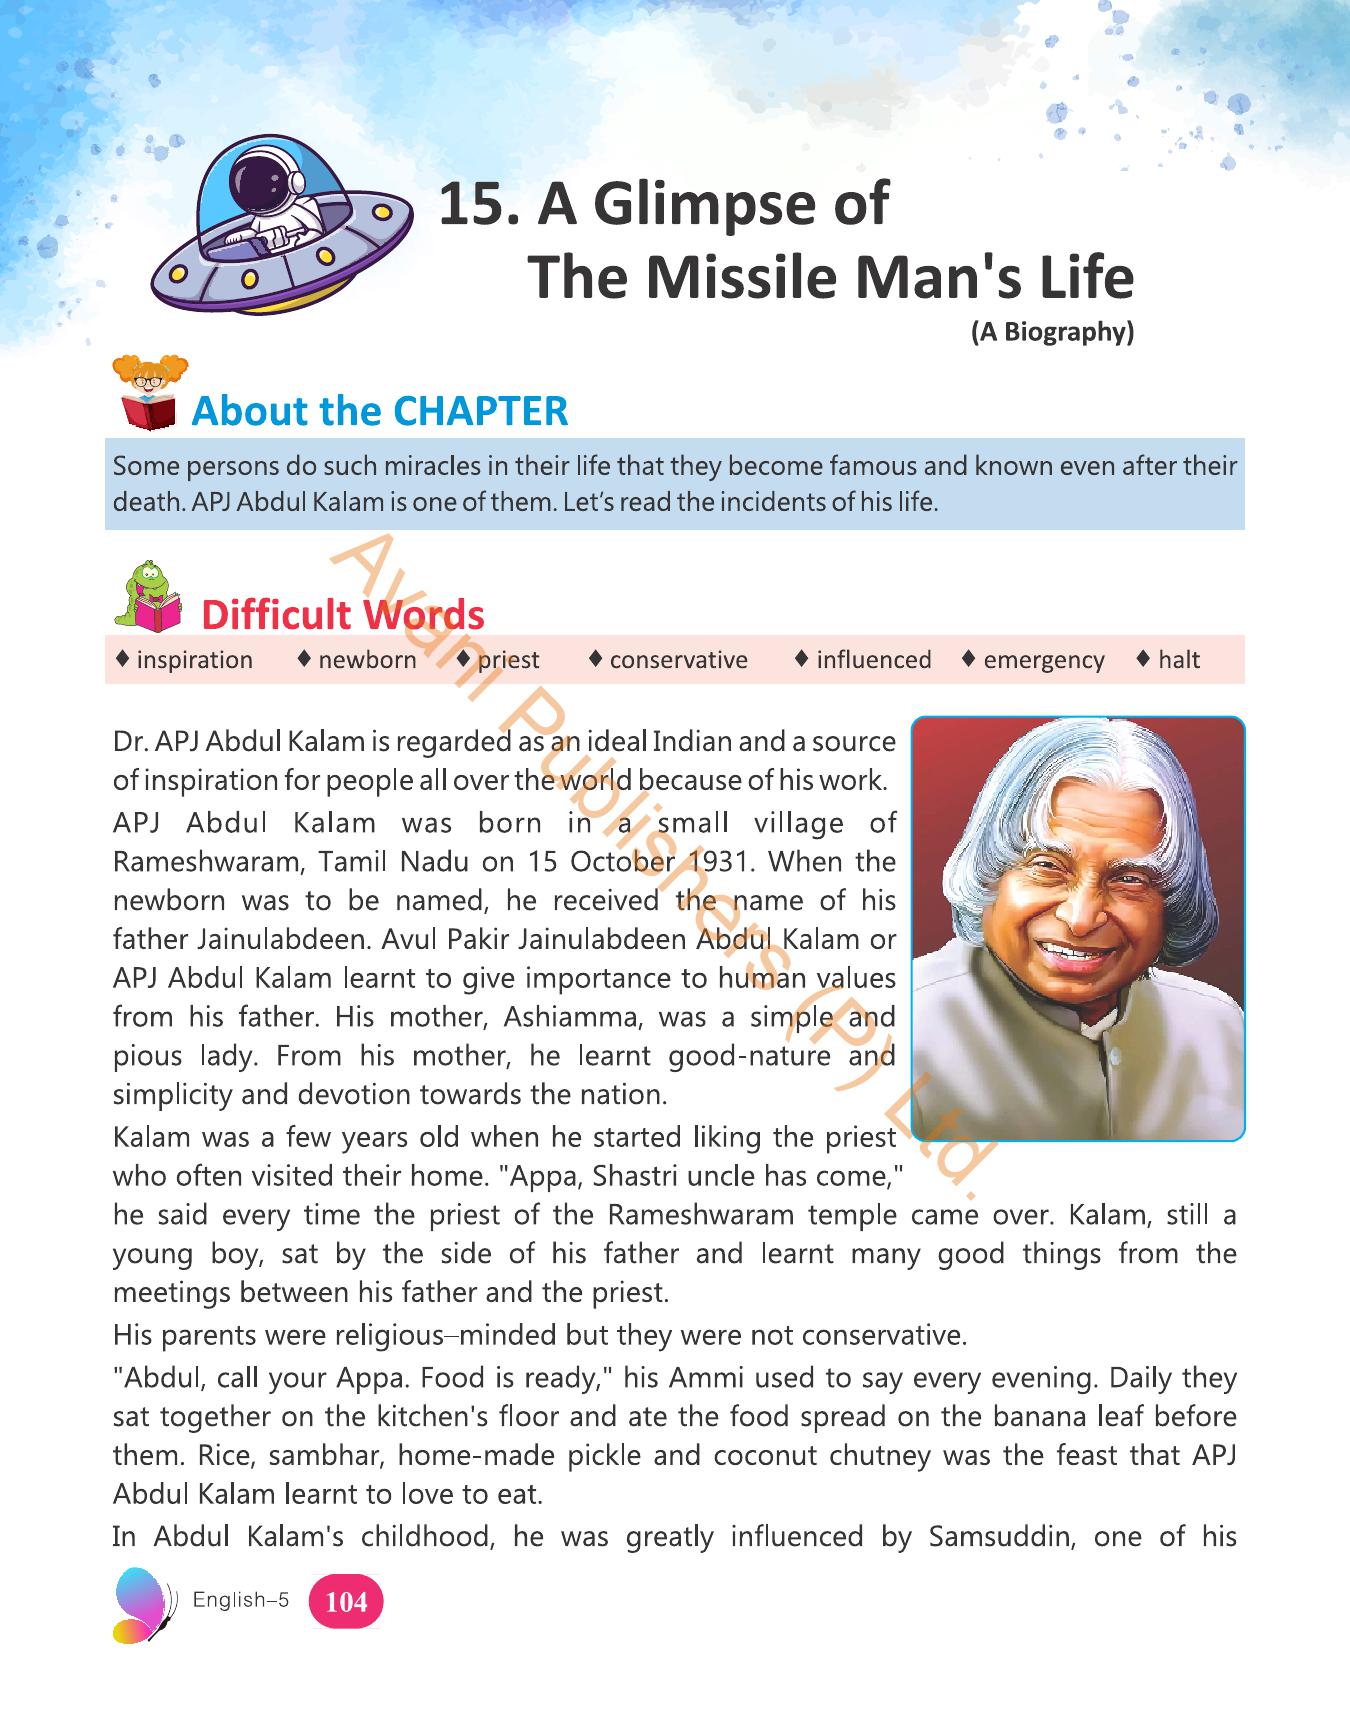 15. A Glimpse of
The Missile Man's Life
(A Biography)
About the CHAPTER
Some persons do such miracles in their life that they become famous and known even after their
death. APJ Abdul Kalam is one of them. Let's read the incidents of his life.
Difficult Words
♦ inspiration ♦ newborn ♦ priest ♦ conservative ♦ influenced ♦ emergency ♦ halt
Dr. APJ Abdul Kalam is regarded as an ideal Indian and a source
of inspiration for people all over the world because of his work.
APJ Abdul Kalam was born in a small village of
Rameshwaram, Tamil Nadu on 15 October 1931. When the
newborn was to be named, he received the name of his
father Jainulabdeen. Avul Pakir Jainulabdeen Abdul Kalam or
APJ Abdul Kalam learnt to give importance to human values
from his father. His mother, Ashiamma, was a simple and
pious lady. From his mother, he learnt good-nature and
simplicity and devotion towards the nation.
Kalam was a few years old when he started liking the priest
who often visited their home. "Appa, Shastri uncle has come,"
he said every time the priest of the Rameshwaram temple came over. Kalam, still a
young boy, sat by the side of his father and learnt many good things from the
meetings between his father and the priest.
His parents were religious–minded but they were not conservative.
"Abdul, call your Appa. Food is ready," his Ammi used to say every evening. Daily they
sat together on the kitchen's floor and ate the food spread on the banana leaf before
them. Rice, sambhar, home-made pickle and coconut chutney was the feast that APJ
Abdul Kalam learnt to love to eat.
In Abdul Kalam's childhood, he was greatly influenced by Samsuddin, one of his
English–5 104
Avani Publishers (P) Ltd.